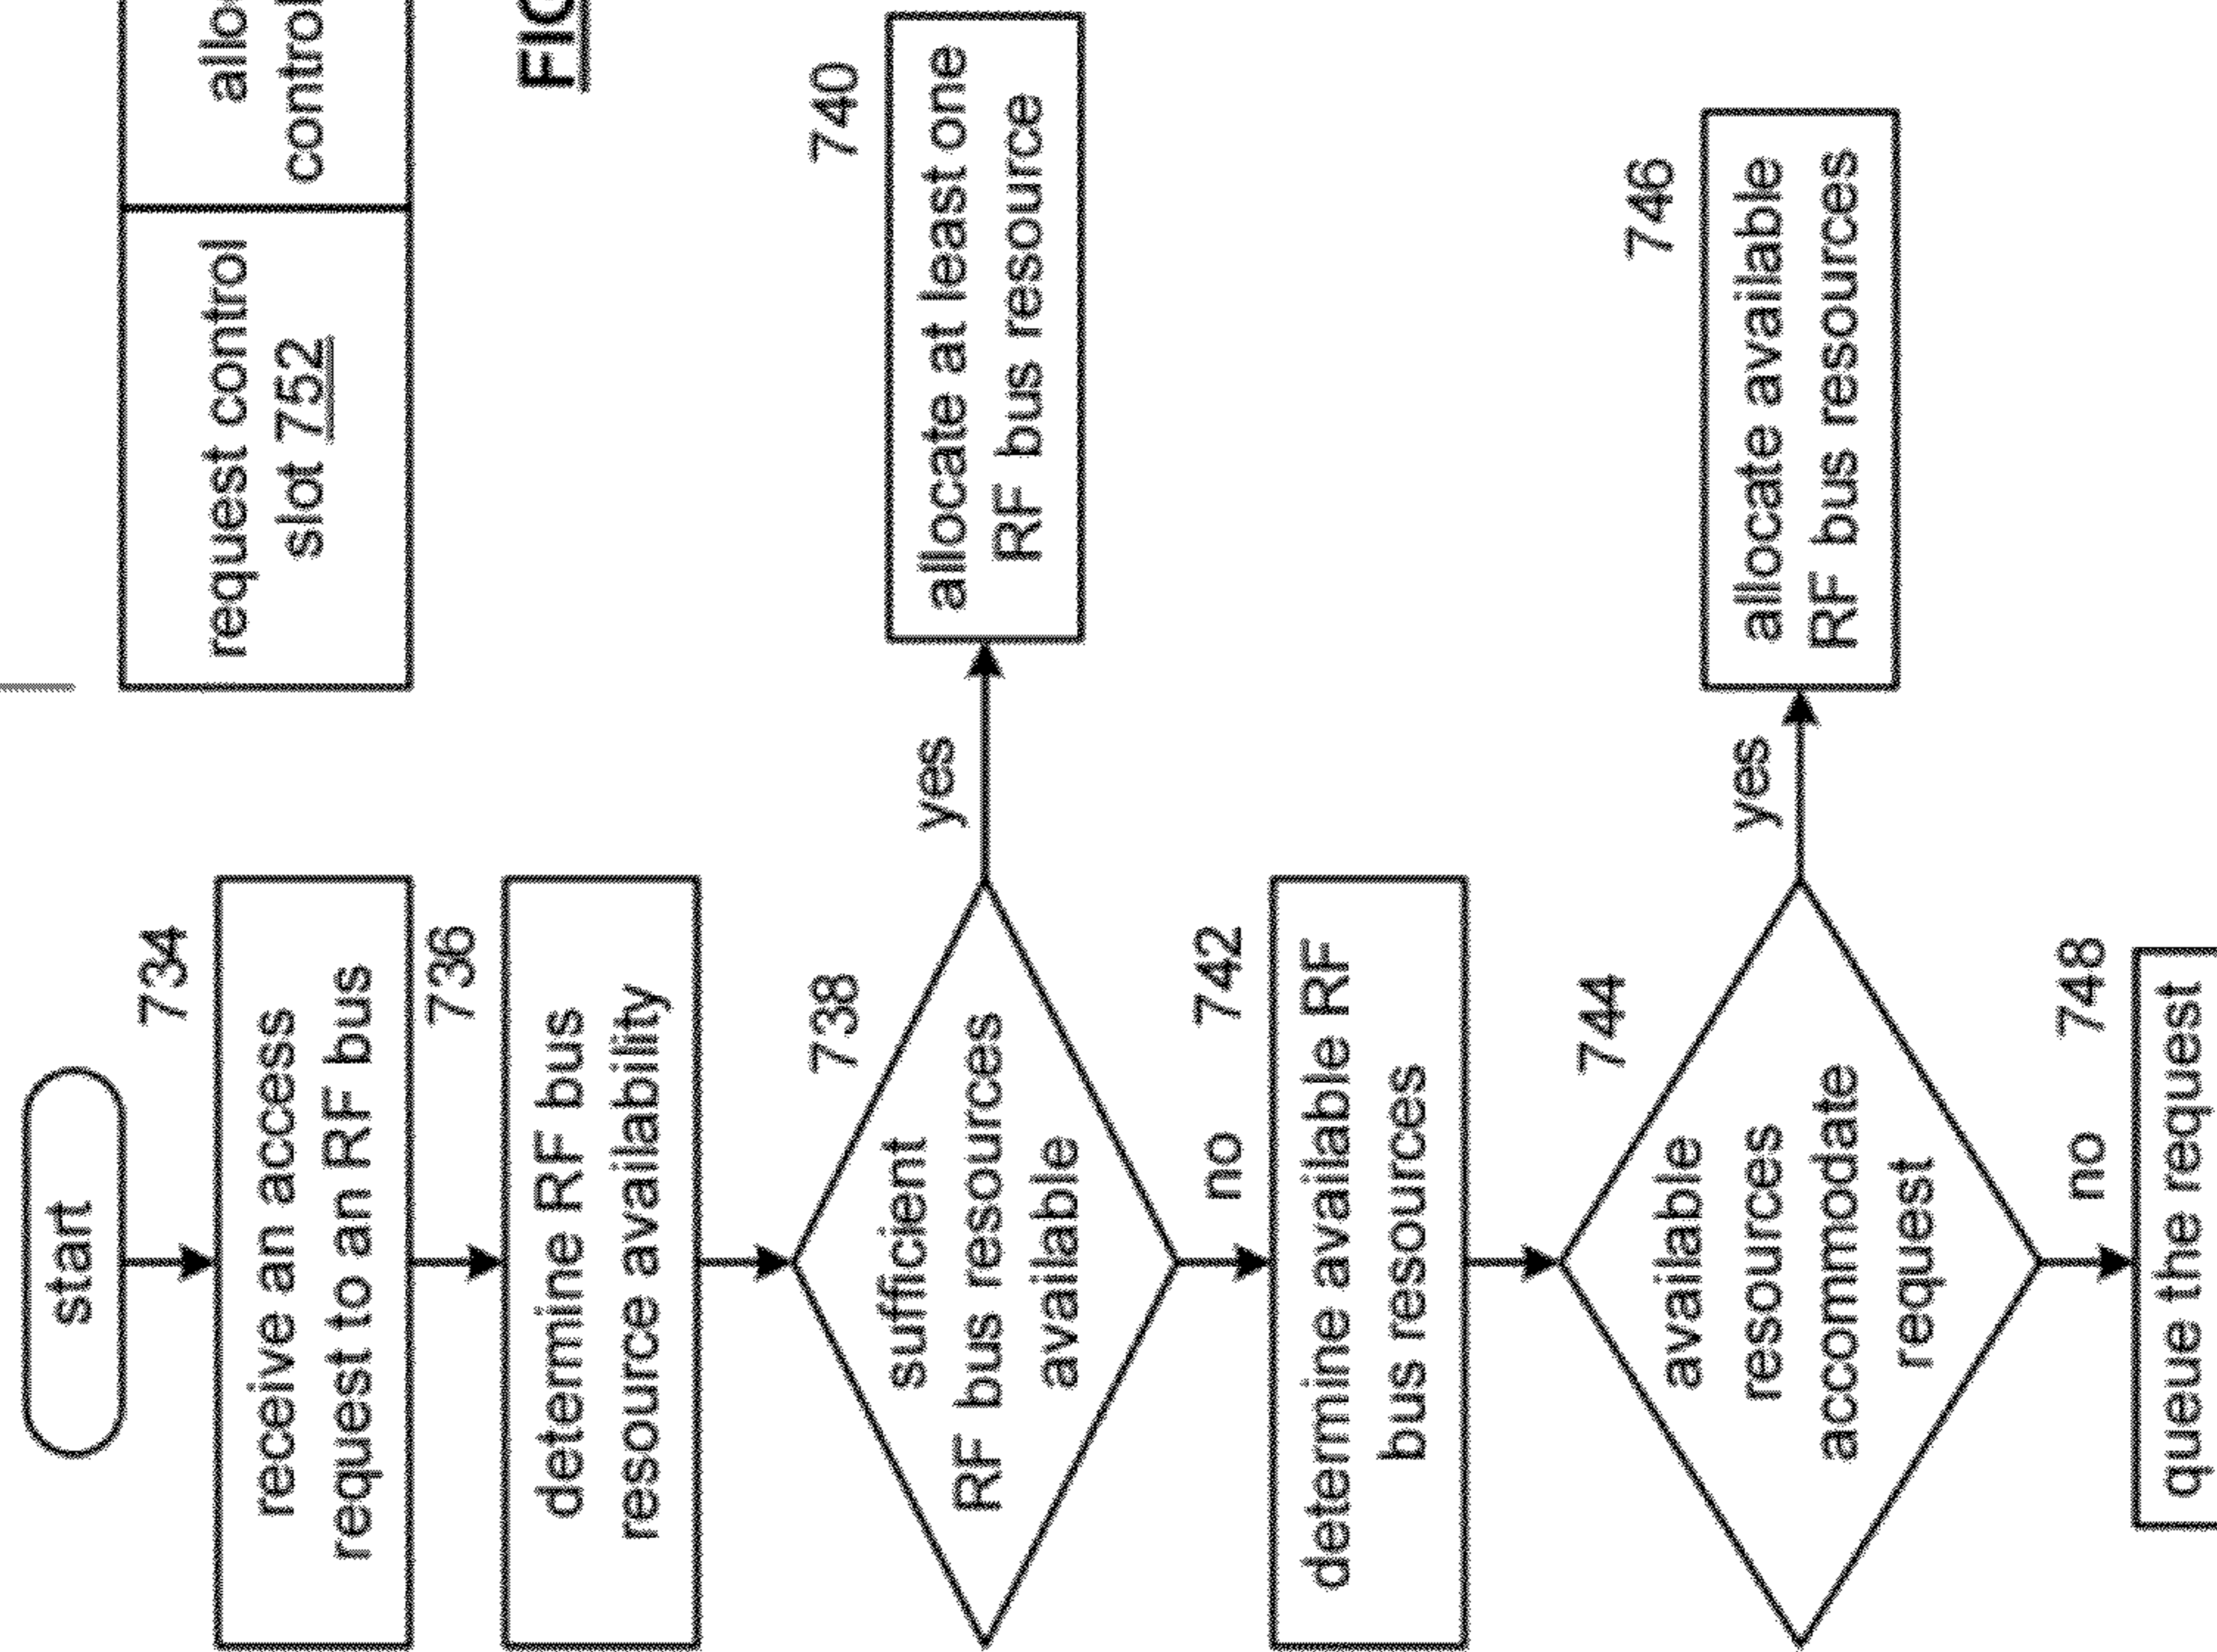 start
734
receive an access
request to an RF bus
736
determine RF bus
resource availability
738
sufficient
RF bus resources
available
yes
740
allocate at least one
RF bus resource
no
742
determine available RF
bus resources
744
available
resources
accommodate
request
yes
746
allocate available
RF bus resources
no
748
queue the request
request control
slot 752
control